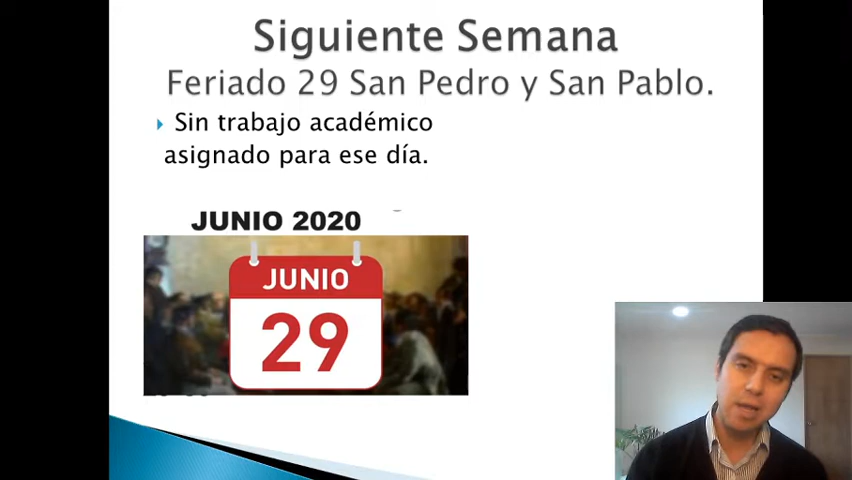 Siguiente Semana
Feriado 29 San Pedro y San Pablo.
Sin trabajo académico
asignado para ese día.
JUNIO 2020
JUNIO
29